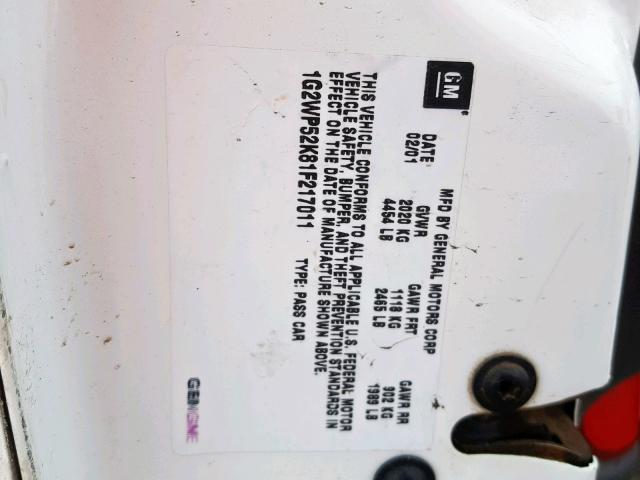 GM
MFD BY GENERAL MOTORS CORP
DATE GVWR GAWR FRT GAWR RR
02/01 2020 KG 1118 KG 902 KG
4454 LB 2465 LB 1989 LB
THIS VEHICLE CONFORMS TO ALL APPLICABLE U.S. FEDERAL MOTOR
VEHICLE SAFETY, BUMPER, AND THEFT PREVENTION STANDARDS IN
EFFECT ON THE DATE OF MANUFACTURE SHOWN ABOVE.
1G2WP52K81F217011 TYPE: PASS CAR